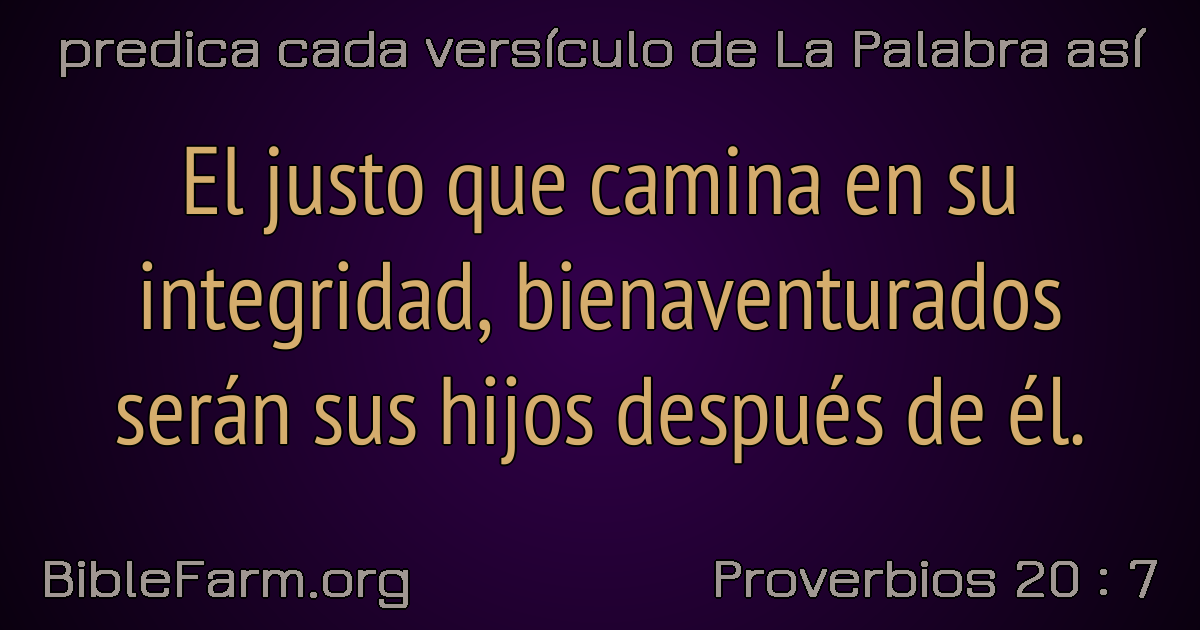 predica cada versículo de La Palabra así
El justo que camina en su
integridad, bienaventurados
serán sus hijos después de él.
BibleFarm.org
Proverbios 20 : 7